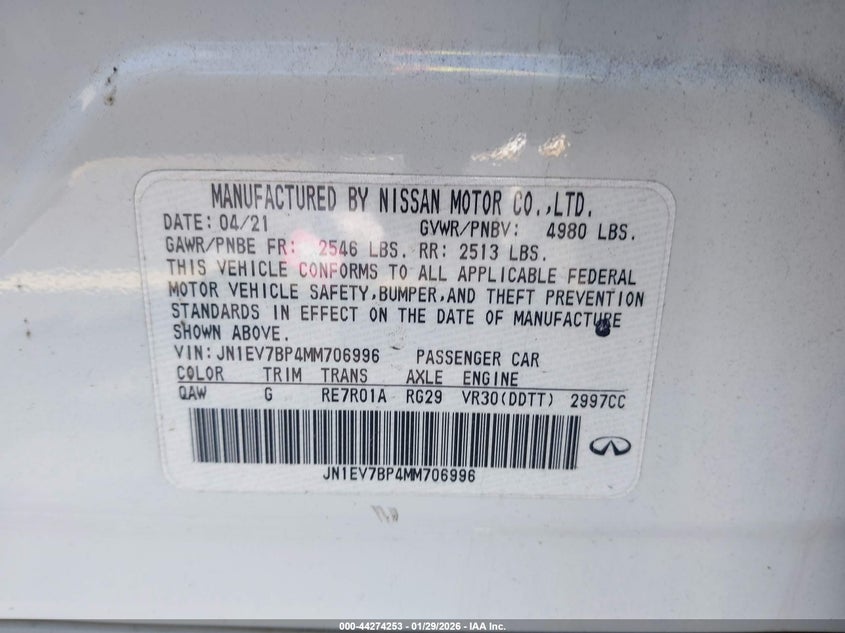 MANUFACTURED BY NISSAN MOTOR CO.,LTD.
DATE: 04/21 GVWR/PNBV: 4980 LBS.
GAWR/PNBE FR: 2546 LBS. RR: 2513 LBS.
THIS VEHICLE CONFORMS TO ALL APPLICABLE FEDERAL
MOTOR VEHICLE SAFETY,BUMPER,AND THEFT PREVENTION
STANDARDS IN EFFECT ON THE DATE OF MANUFACTURE
SHOWN ABOVE.
VIN:JN1EV7BP4MM706996 PASSENGER CAR
COLOR TRIM TRANS AXLE ENGINE
QAW G RE7R01A RG29 VR30(DDTT) 2997CC
JN1EV7BP4MM706996
000-44274253 - 01/29/2026 - IAA Inc.